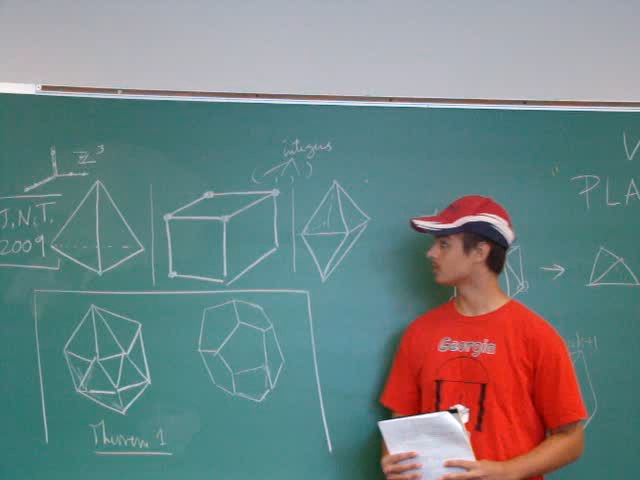 Z³
integers
( , , )
J.N.T.
2009
V
PLA
Theorem 1
Georgia